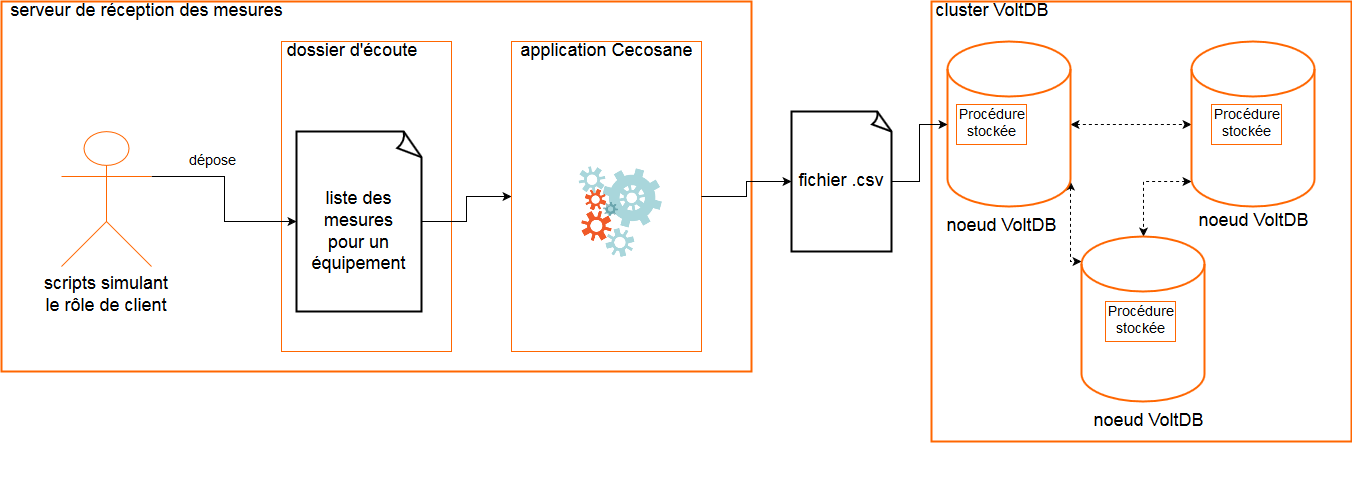 serveur de réception des mesures
dossier d'écoute
application Cecosane
cluster VoltDB
dépose
scripts simulant
le rôle de client
liste des
mesures
pour un
équipement
fichier .csv
Procédure
stockée
noeud VoltDB
Procédure
stockée
noeud VoltDB
Procédure
stockée
noeud VoltDB